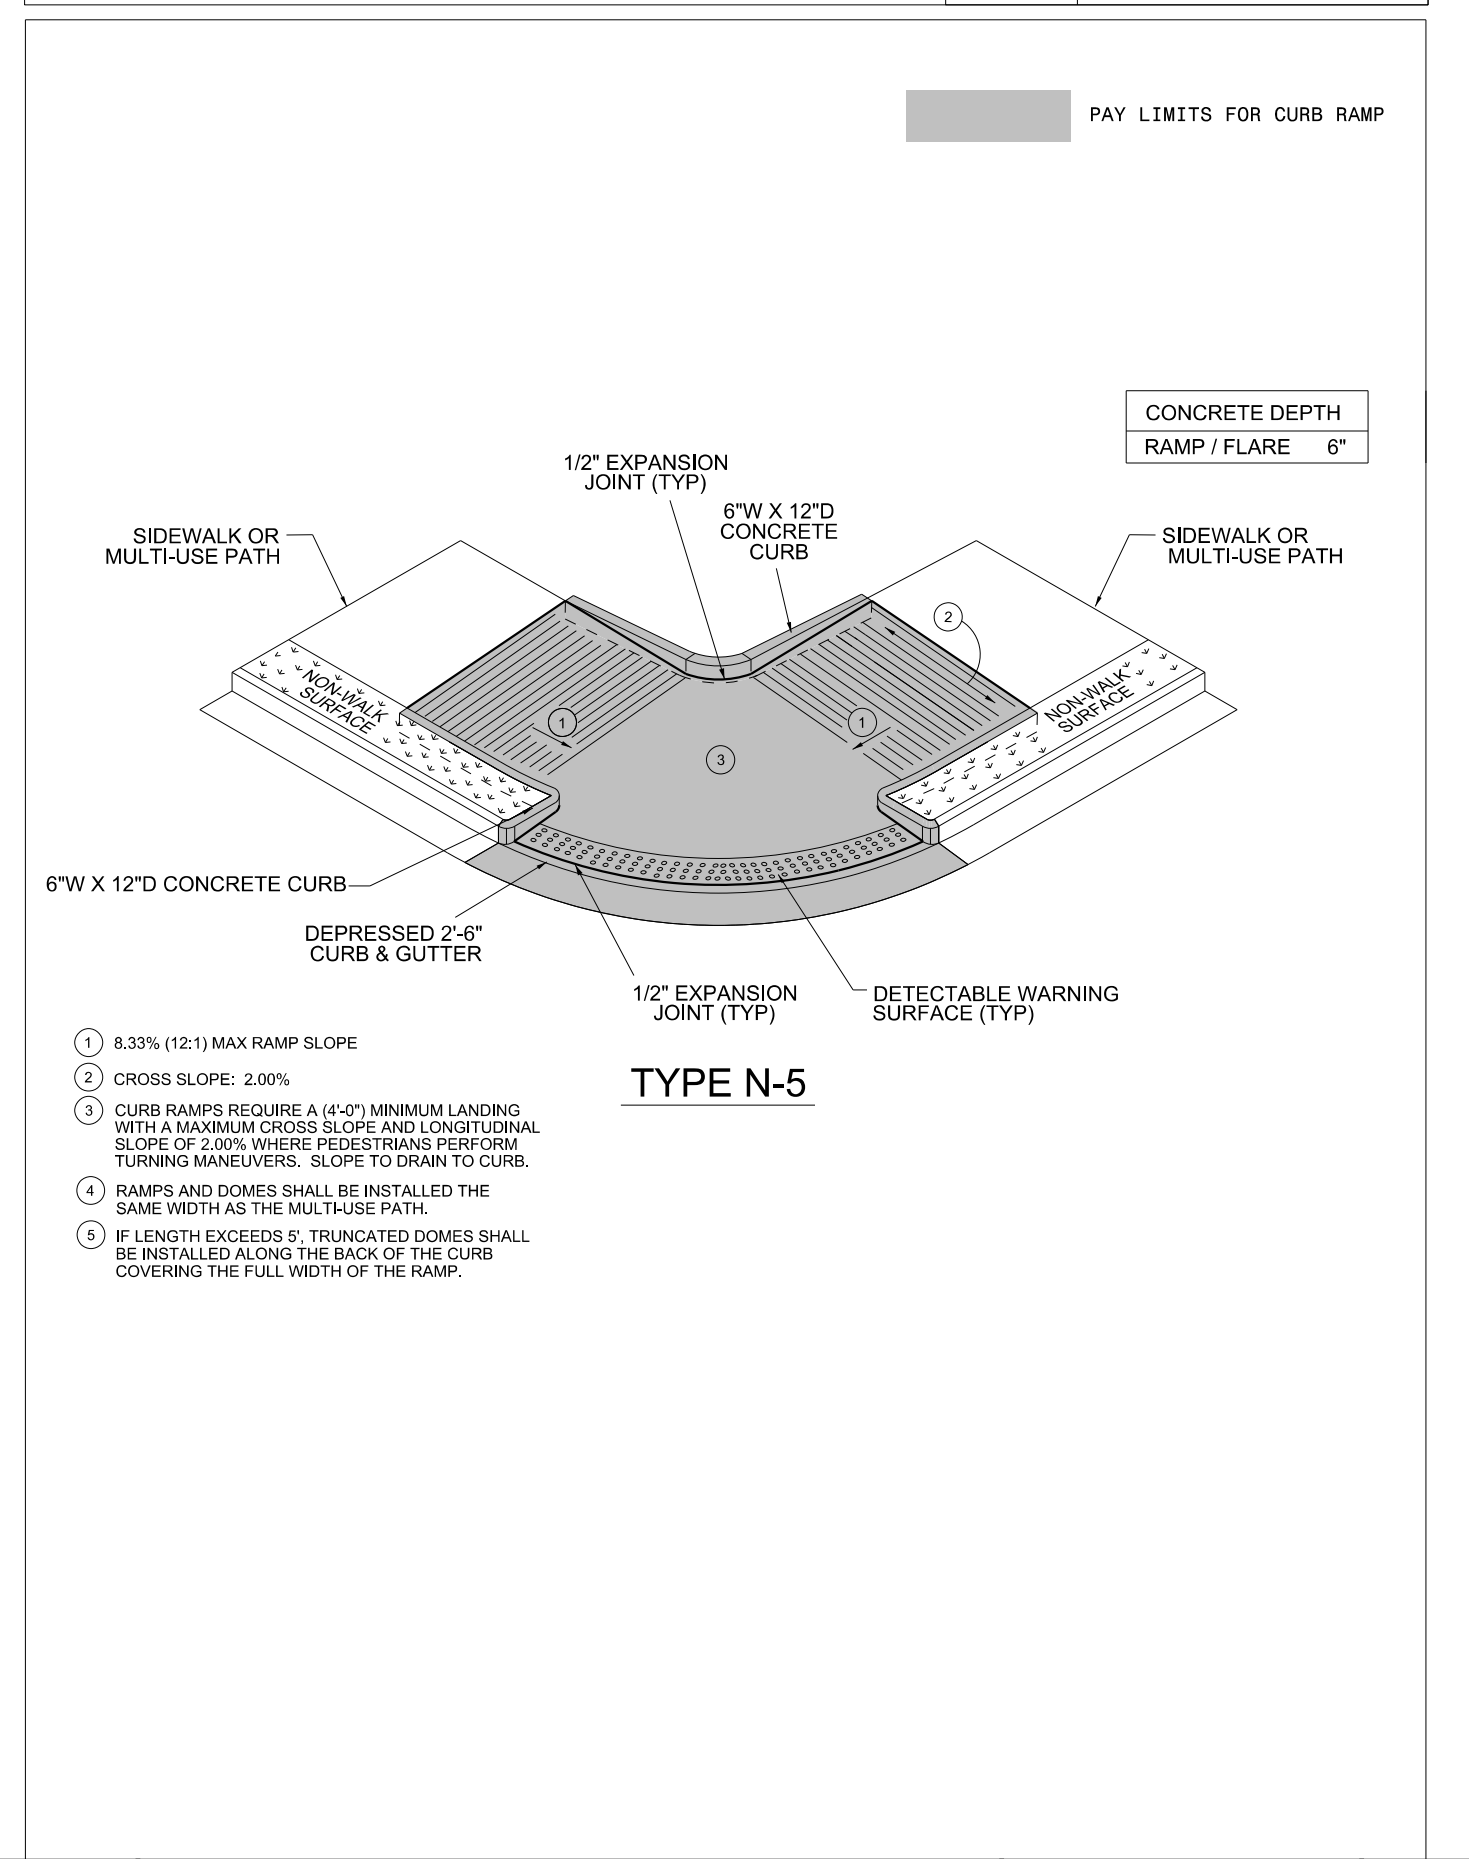 PAY LIMITS FOR CURB RAMP
CONCRETE DEPTH
RAMP / FLARE 6"
1/2" EXPANSION
JOINT (TYP)
6"W X 12"D
CONCRETE
CURB
SIDEWALK OR
MULTI-USE PATH
SIDEWALK OR
MULTI-USE PATH
2
NON-WALK
SURFACE
NON-WALK
SURFACE
1
1
3
6"W X 12"D CONCRETE CURB
DEPRESSED 2'-6"
CURB & GUTTER
1/2" EXPANSION
JOINT (TYP)
DETECTABLE WARNING
SURFACE (TYP)
TYPE N-5
1 8.33% (12:1) MAX RAMP SLOPE
2 CROSS SLOPE: 2.00%
3 CURB RAMPS REQUIRE A (4'-0") MINIMUM LANDING
WITH A MAXIMUM CROSS SLOPE AND LONGITUDINAL
SLOPE OF 2.00% WHERE PEDESTRIANS PERFORM
TURNING MANEUVERS. SLOPE TO DRAIN TO CURB.
4 RAMPS AND DOMES SHALL BE INSTALLED THE
SAME WIDTH AS THE MULTI-USE PATH.
5 IF LENGTH EXCEEDS 5', TRUNCATED DOMES SHALL
BE INSTALLED ALONG THE BACK OF THE CURB
COVERING THE FULL WIDTH OF THE RAMP.